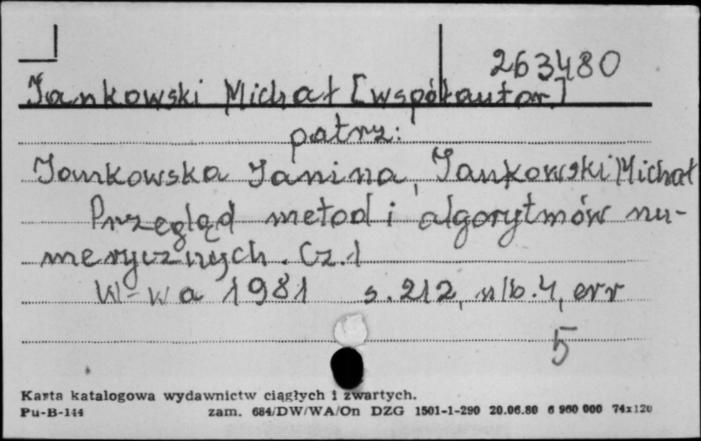 263480
Jankowski Michał [współautor]
patrz:
Jankowska Janina, Jankowski Michał
Przegląd metod i algorytmów nu-
merycznych. Cz.1
W-wa 1981 s.212, nlb.4, err
5
Karta katalogowa wydawnictw ciągłych i zwartych.
Pu-B-144 zam. 684/DW/WA/On DZG 1501-1-290 20.06.80 6 960 000 74x120